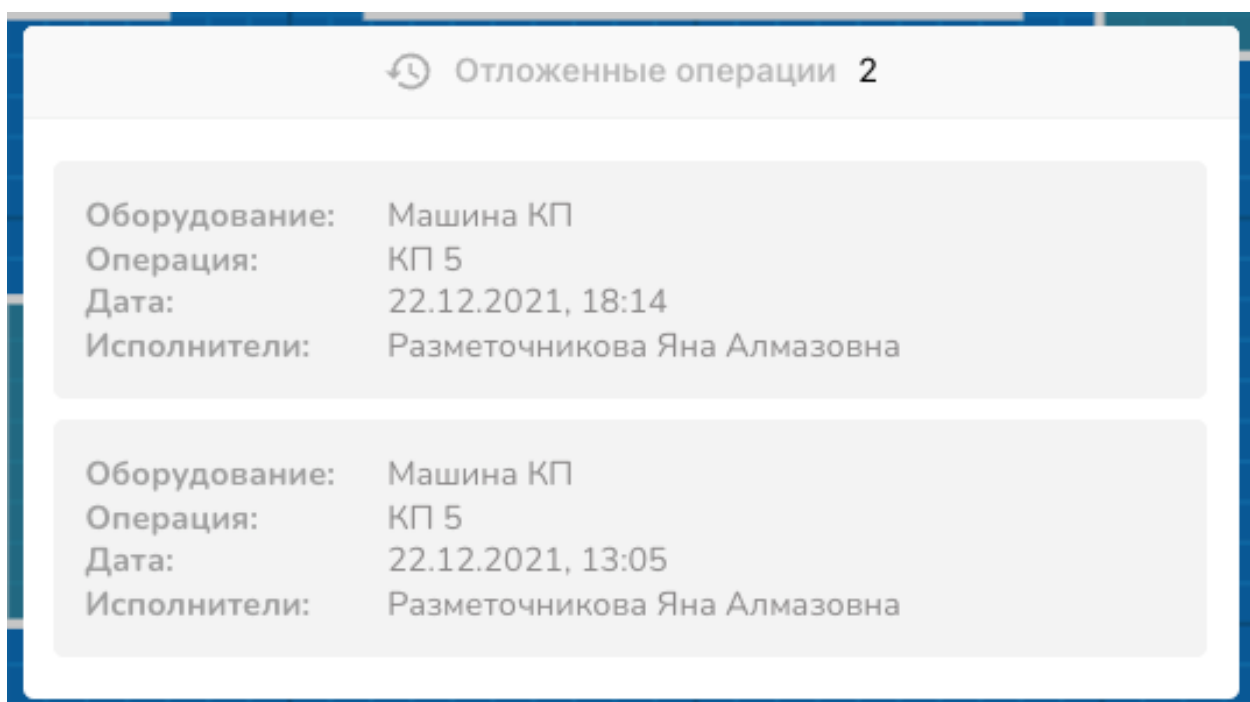 Отложенные операции 2
Оборудование: Машина КП
Операция: КП 5
Дата: 22.12.2021, 18:14
Исполнители: Разметочникова Яна Алмазовна
Оборудование: Машина КП
Операция: КП 5
Дата: 22.12.2021, 13:05
Исполнители: Разметочникова Яна Алмазовна